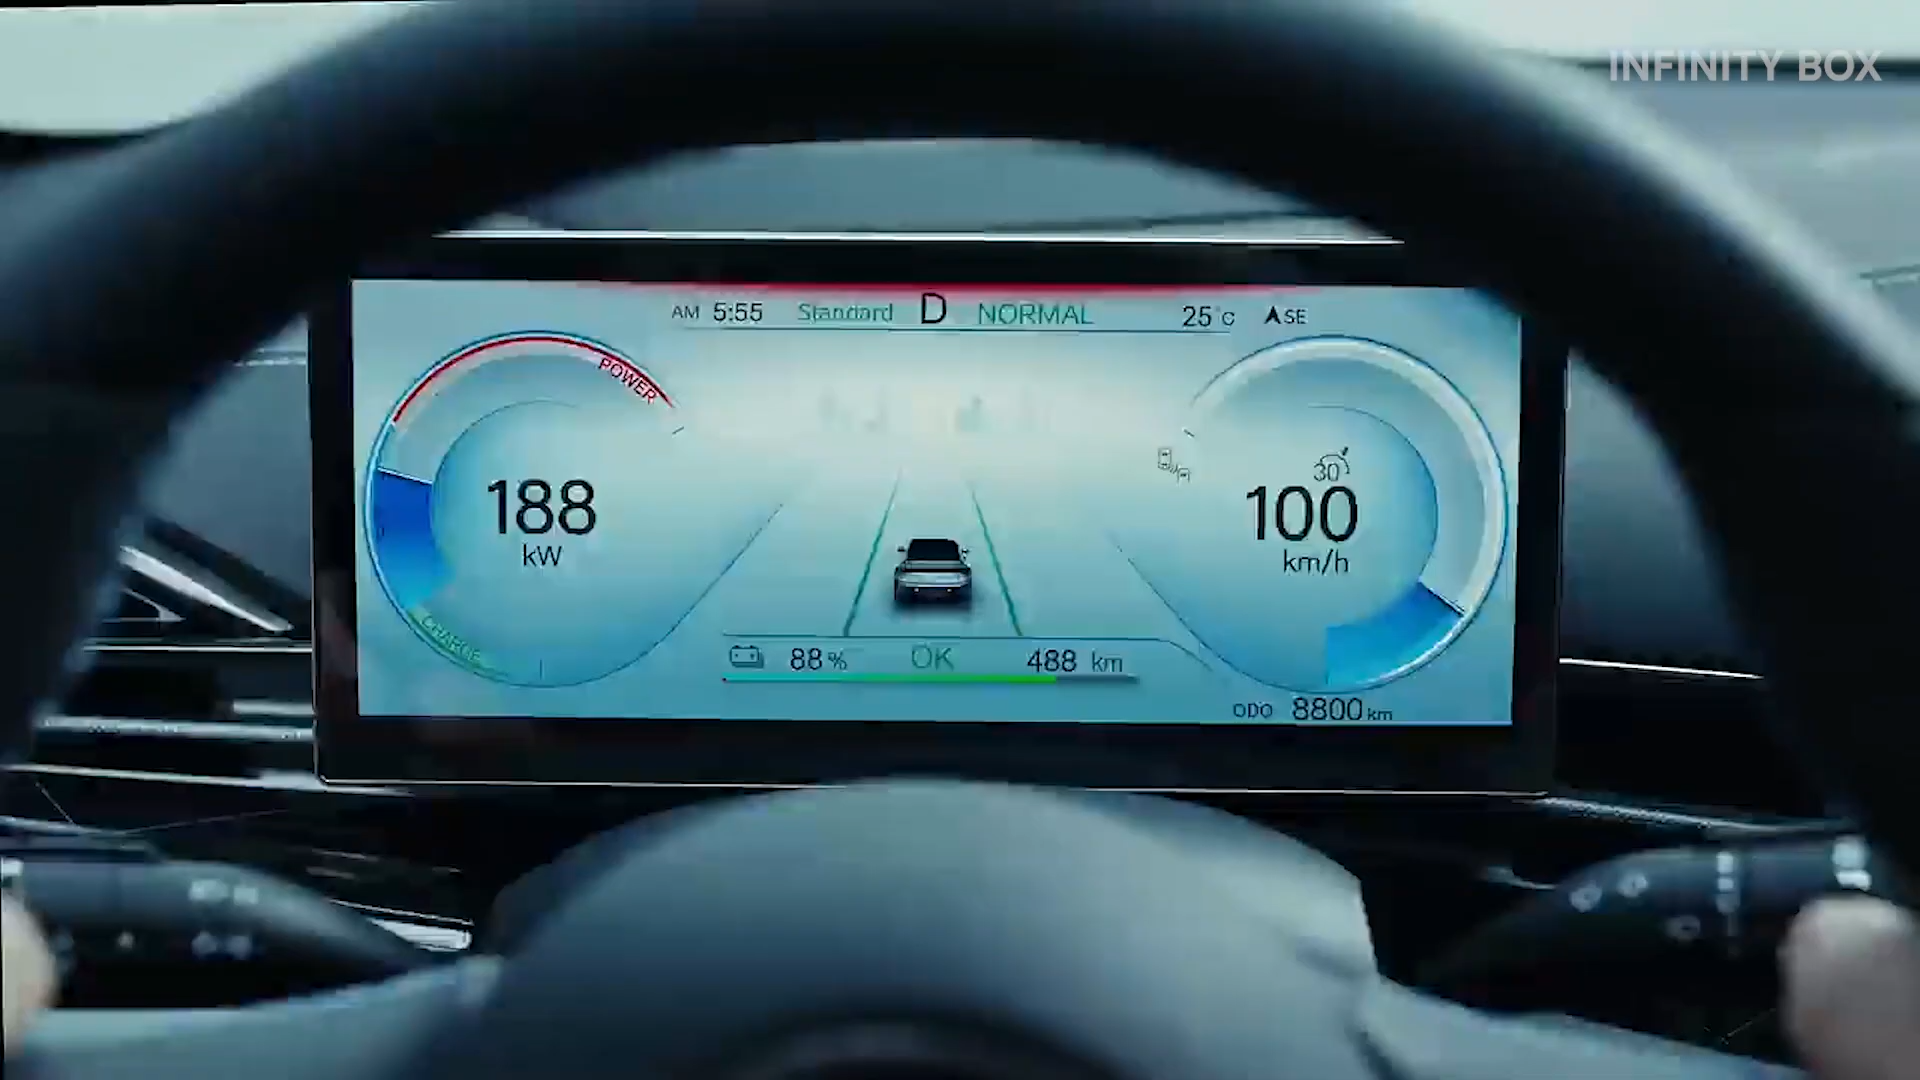 INFINITY BOX
AM 5:55 Standard D NORMAL 25°C SE
POWER
188
kW
30
100
km/h
CHARGE
88% OK 488 km
ODO 8800 km